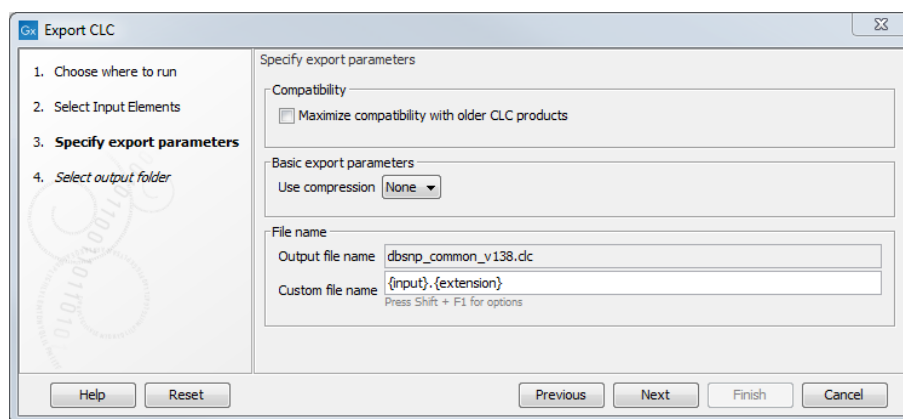 Gx Export CLC
1. Choose where to run
2. Select Input Elements
3. Specify export parameters
4. Select output folder
Specify export parameters
Compatibility
Maximize compatibility with older CLC products
Basic export parameters
Use compression None
File name
Output file name dbsnp_common_v138.clc
Custom file name {input}.{extension}
Press Shift + F1 for options
Help Reset Previous Next Finish Cancel